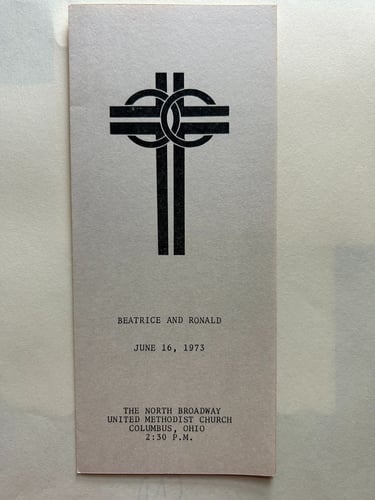 BEATRICE AND RONALD
JUNE 16, 1973
THE NORTH BROADWAY
UNITED METHODIST CHURCH
COLUMBUS, OHIO
2:30 P.M.